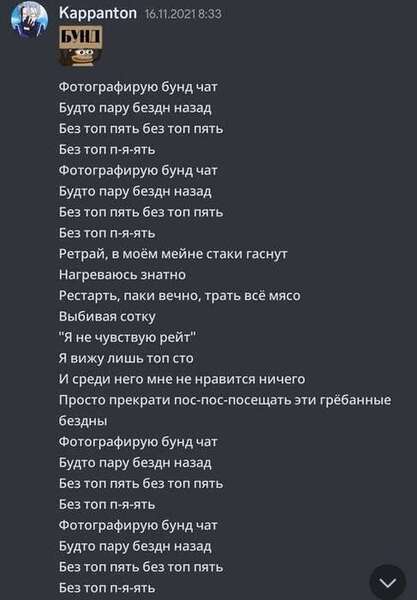 Kappanton 16.11.2021 8:33
БУНД
Фотографирую бунд чат
Будто пару бездн назад
Без топ пять без топ пять
Без топ п-я-ять
Фотографирую бунд чат
Будто пару бездн назад
Без топ пять без топ пять
Без топ п-я-ять
Ретрай, в моём мейне стаки гаснут
Нагреваюсь знатно
Рестарть, паки вечно, трать всё мясо
Выбивая сотку
"Я не чувствую рейт"
Я вижу лишь топ сто
И среди него мне не нравится ничего
Просто прекрати пос-пос-посещать эти грёбанные
бездны
Фотографирую бунд чат
Будто пару бездн назад
Без топ пять без топ пять
Без топ п-я-ять
Фотографирую бунд чат
Будто пару бездн назад
Без топ пять без топ пять
Без топ п-я-ять